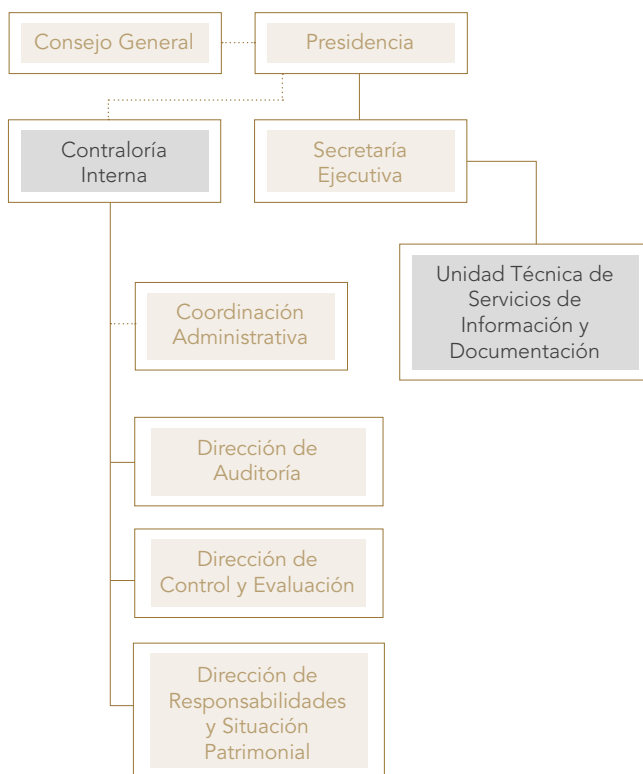 Consejo General
Presidencia
Contraloría
Interna
Secretaría
Ejecutiva
Unidad Técnica de
Servicios de
Información y
Documentación
Coordinación
Administrativa
Dirección de
Auditoría
Dirección de
Control y Evaluación
Dirección de
Responsabilidades
y Situación
Patrimonial